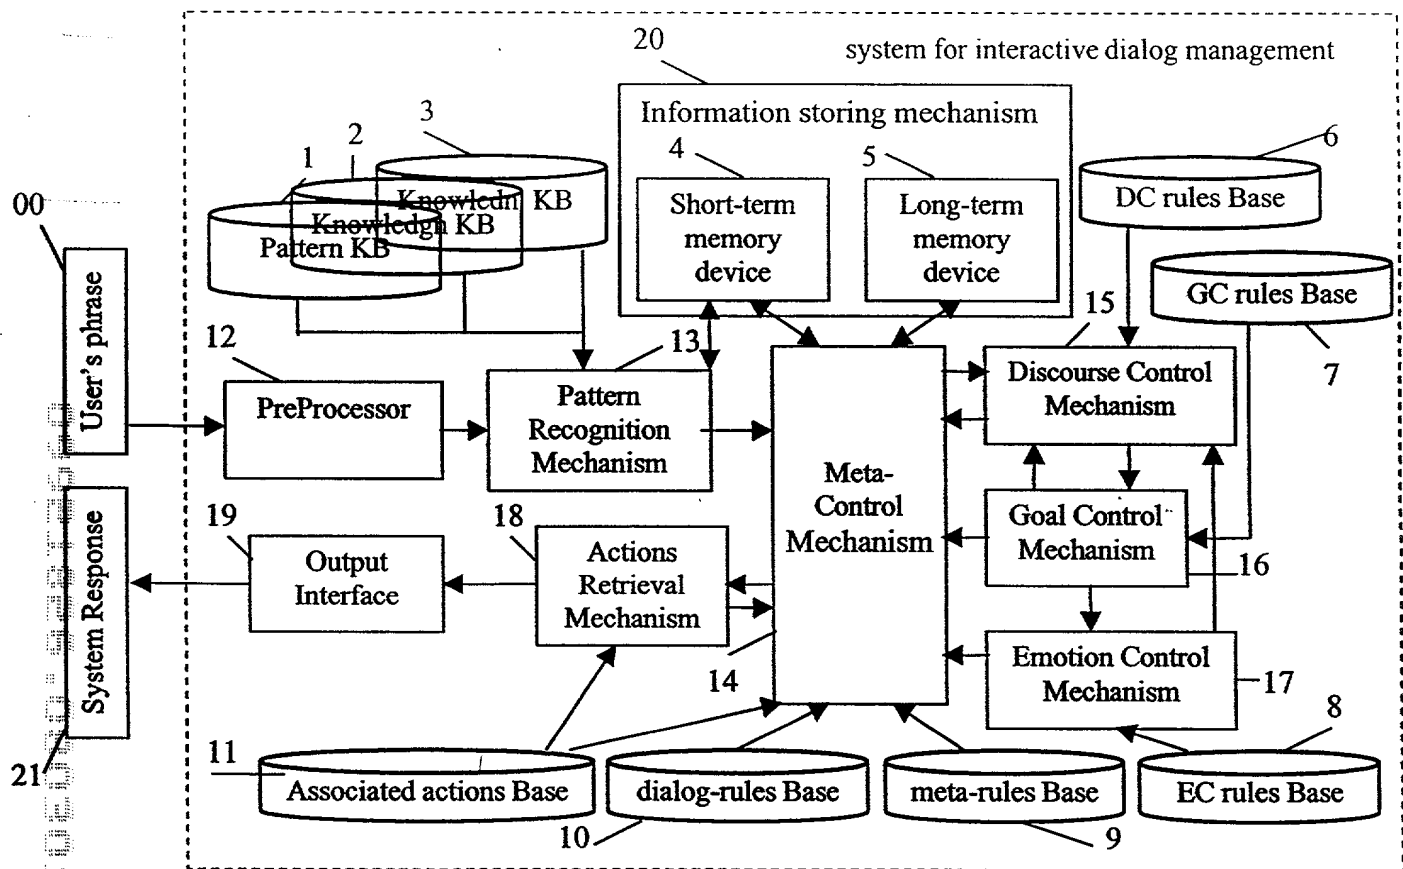 20
system for interactive dialog management
Information storing mechanism
3
2
1
4
5
6
00
Knowledn KB
Knowledgn KB
Pattern KB
Short-term
memory
device
Long-term
memory
device
DC rules Base
GC rules Base
7
User's phrase
12
PreProcessor
13
Pattern
Recognition
Mechanism
Meta-
Control
Mechanism
14
15
Discourse Control
Mechanism
Goal Control
Mechanism
16
Emotion Control
Mechanism
17
System Response
21
19
Output
Interface
18
Actions
Retrieval
Mechanism
11
Associated actions Base
dialog-rules Base
10
meta-rules Base
9
8
EC rules Base